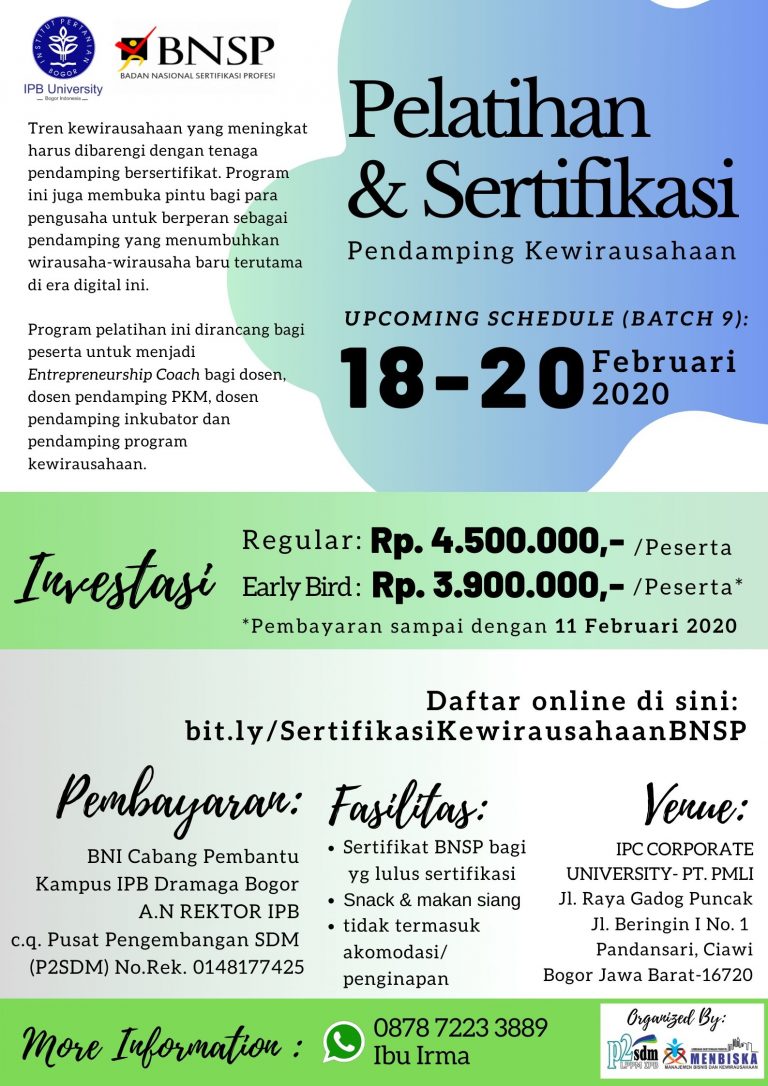 INSTITUT PERTANIAN
BOGOR
IPB University
Bogor Indonesia
BNSP
BADAN NASIONAL SERTIFIKASI PROFESI
Tren kewirausahaan yang meningkat
harus dibarengi dengan tenaga
pendamping bersertifikat. Program
ini juga membuka pintu bagi para
pengusaha untuk berperan sebagai
pendamping yang menumbuhkan
wirausaha-wirausaha baru terutama
di era digital ini.
Program pelatihan ini dirancang bagi
peserta untuk menjadi
Entrepreneurship Coach bagi dosen,
dosen pendamping PKM, dosen
pendamping inkubator dan
pendamping program
kewirausahaan.
Pelatihan
& Sertifikasi
Pendamping Kewirausahaan
UPCOMING SCHEDULE (BATCH 9):
18-20 Februari
2020
Investasi
Regular: Rp. 4.500.000,- /Peserta
Early Bird : Rp. 3.900.000,- /Peserta*
*Pembayaran sampai dengan 11 Februari 2020
Daftar online di sini:
bit.ly/SertifikasiKewirausahaanBNSP
Pembayaran:
BNI Cabang Pembantu
Kampus IPB Dramaga Bogor
A.N REKTOR IPB
c.q. Pusat Pengembangan SDM
(P2SDM) No.Rek. 0148177425
Fasilitas:
• Sertifikat BNSP bagi
yg lulus sertifikasi
• Snack & makan siang
• tidak termasuk
akomodasi/
penginapan
Venue:
IPC CORPORATE
UNIVERSITY- PT. PMLI
Jl. Raya Gadog Puncak
Jl. Beringin I No. 1
Pandansari, Ciawi
Bogor Jawa Barat-16720
More Information :
0878 7223 3889
Ibu Irma
Organized By:
p2sdm
LPPM IPB
MENBISKA
MANAJEMEN BISNIS DAN KEWIRAUSAHAAN